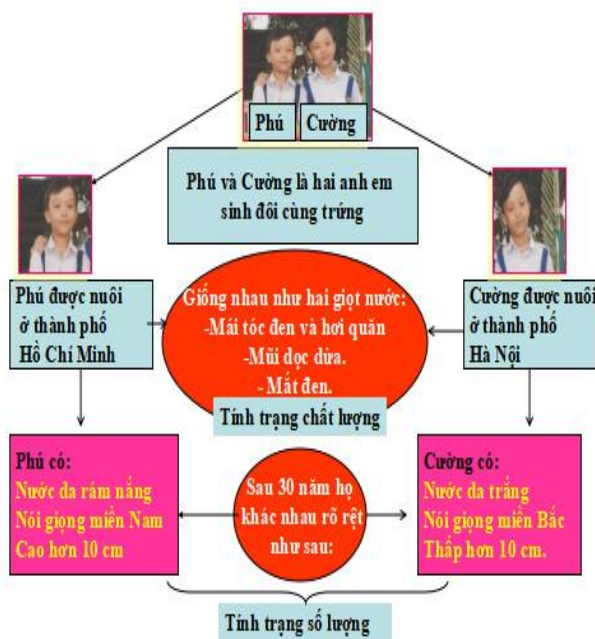 Phú
Cường
Phú và Cường là hai anh em
sinh đôi cùng trứng
Phú được nuôi
ở thành phố
Hồ Chí Minh
Giống nhau như hai giọt nước:
-Mái tóc đen và hơi quăn
-Mũi dọc dừa.
- Mắt đen.
Tính trạng chất lượng
Cường được nuôi
ở thành phố
Hà Nội
Phú có:
Nước da rám nắng
Nói giọng miền Nam
Cao hơn 10 cm
Sau 30 năm họ
khác nhau rõ rệt
như sau:
Cường có:
Nước da trắng
Nói giọng miền Bắc
Thấp hơn 10 cm.
Tính trạng số lượng